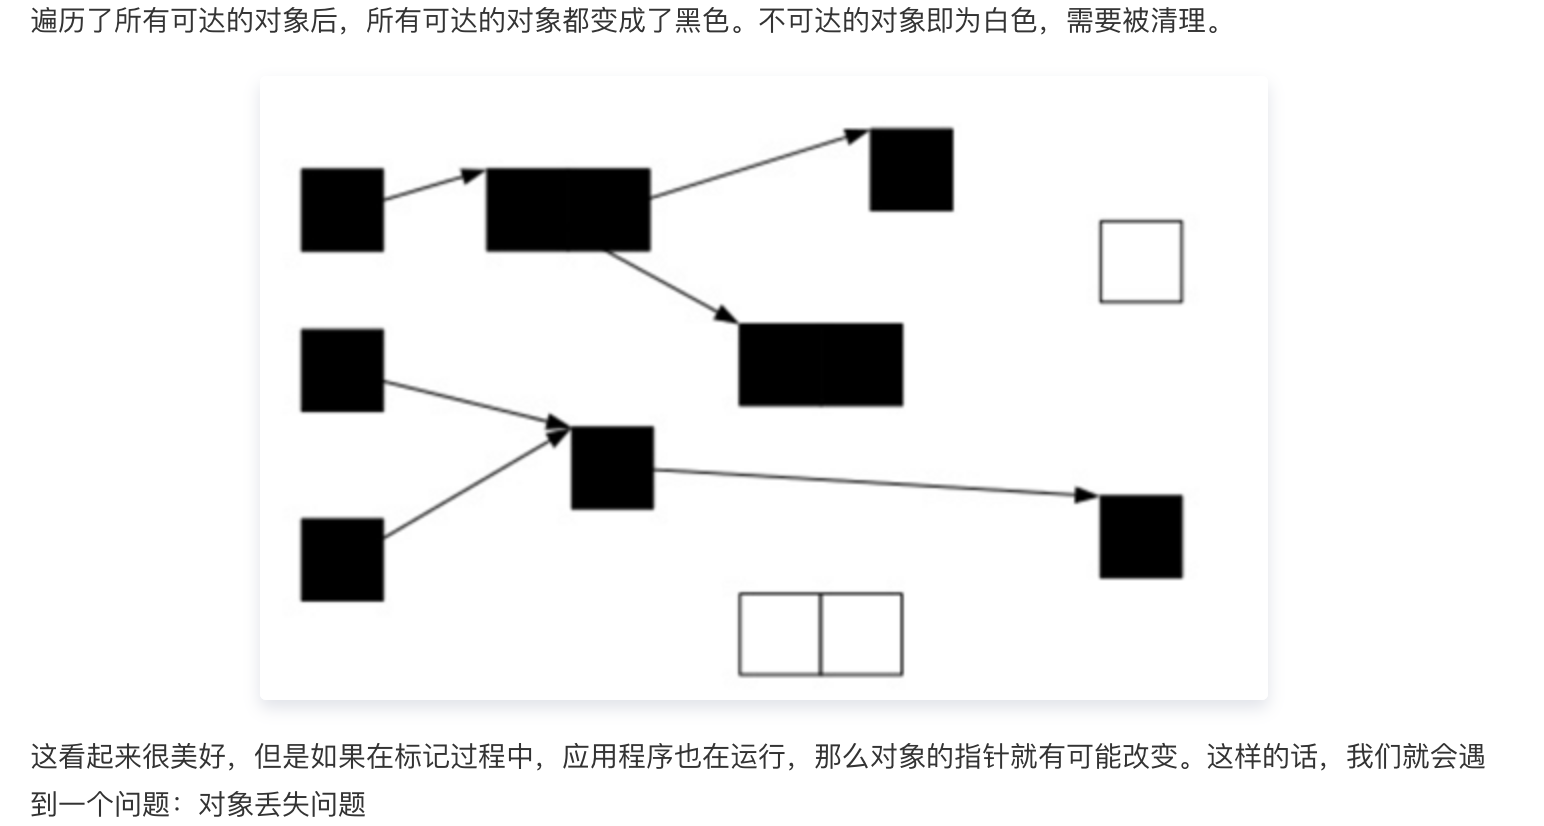 遍历了所有可达的对象后，所有可达的对象都变成了黑色。不可达的对象即为白色，需要被清理。
这看起来很美好，但是如果在标记过程中，应用程序也在运行，那么对象的指针就有可能改变。这样的话，我们就会遇
到一个问题：对象丢失问题